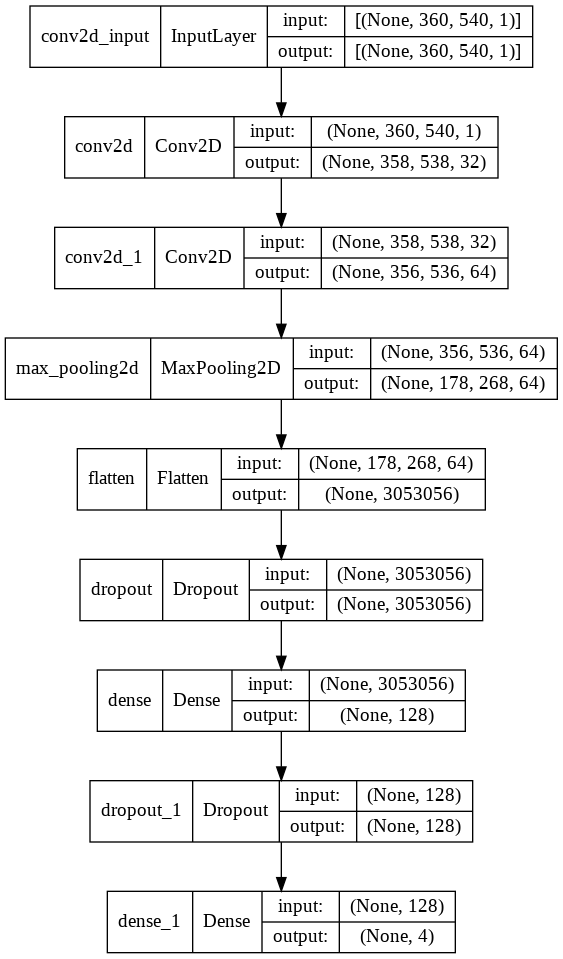 conv2d_input InputLayer input: [(None, 360, 540, 1)]
output: [(None, 360, 540, 1)]
conv2d Conv2D input: (None, 360, 540, 1)
output: (None, 358, 538, 32)
conv2d_1 Conv2D input: (None, 358, 538, 32)
output: (None, 356, 536, 64)
max_pooling2d MaxPooling2D input: (None, 356, 536, 64)
output: (None, 178, 268, 64)
flatten Flatten input: (None, 178, 268, 64)
output: (None, 3053056)
dropout Dropout input: (None, 3053056)
output: (None, 3053056)
dense Dense input: (None, 3053056)
output: (None, 128)
dropout_1 Dropout input: (None, 128)
output: (None, 128)
dense_1 Dense input: (None, 128)
output: (None, 4)